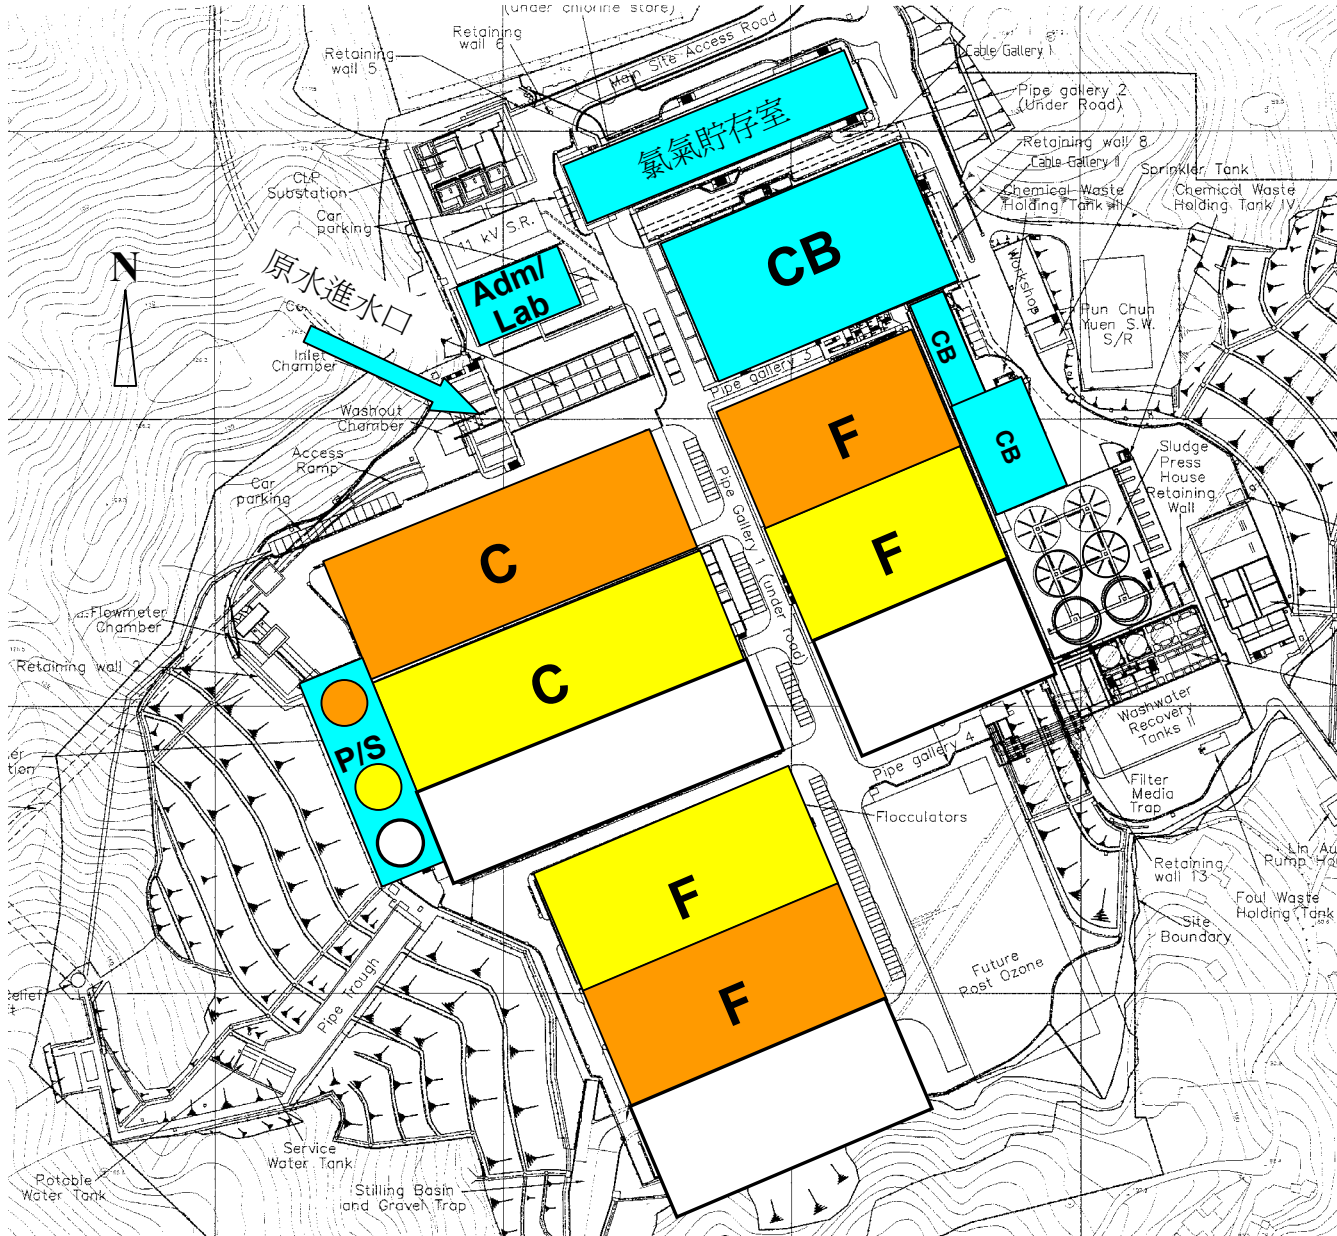 (under chlorine store)
Retaining
wall 6
Main Site Access Road
Retaining
wall 5
Cable Gallery I
Pipe gallery 2
(Under Road)
氯氣貯存室
Retaining wall 8
Cable Gallery II
Sprinkler Tank
CLP
Substation
Chemical Waste
Holding Tank III
Chemical Waste
Holding Tank IV
Car
parking
11 kV S.R.
N
原水進水口
Adm/
Lab
CB
Workshops
Pun Chun
Yuen S.W.
S/R
Inlet
Chamber
CB
Pipe gallery 3
Washout
Chamber
F
CB
Access
Ramp
Car
parking
Sludge
Press
House
Retaining
Wall
Pipe Gallery 1 (under road)
C
F
Flowmeter
Chamber
Retaining wall 2
C
P/S
Washwater
Recovery
Tanks II
Pipe gallery 4
Filter
Media
Trap
Flocculators
Lin Au
Pump Ho
Retaining
wall 13
F
Foul Waste
Holding Tank
Site
Boundary
Future
Post Ozone
Pipe Trough
F
Service
Water Tank
Potable
Water Tank
Stilling Basin
and Gravel Trap